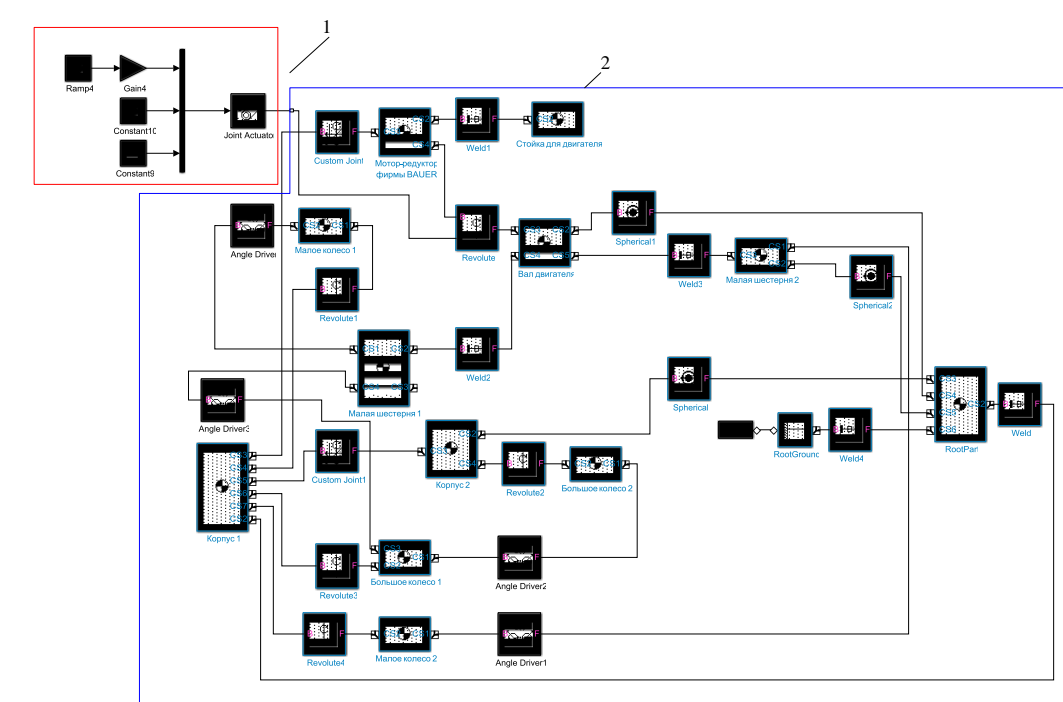 1
2
Ramp4
Gain4
Constant10
Constant9
Joint Actuato
Custom Joint
Мотор-редуктор
фирмы BAUER
Weld1
Стойка для двигателя
Angle Driver
Малое колесо 1
Revolute
Вал двигателя
Spherical1
Weld3
Малая шестерня 2
Spherical2
Revolute1
Малая шестерня 1
Weld2
Angle Driver3
Spherical
Корпус 1
Custom Joint1
Корпус 2
Revolute2
Большое колесо 2
RootGround
Weld4
RootPart
Weld
Revolute3
Большое колесо 1
Angle Driver2
Revolute4
Малое колесо 2
Angle Driver1